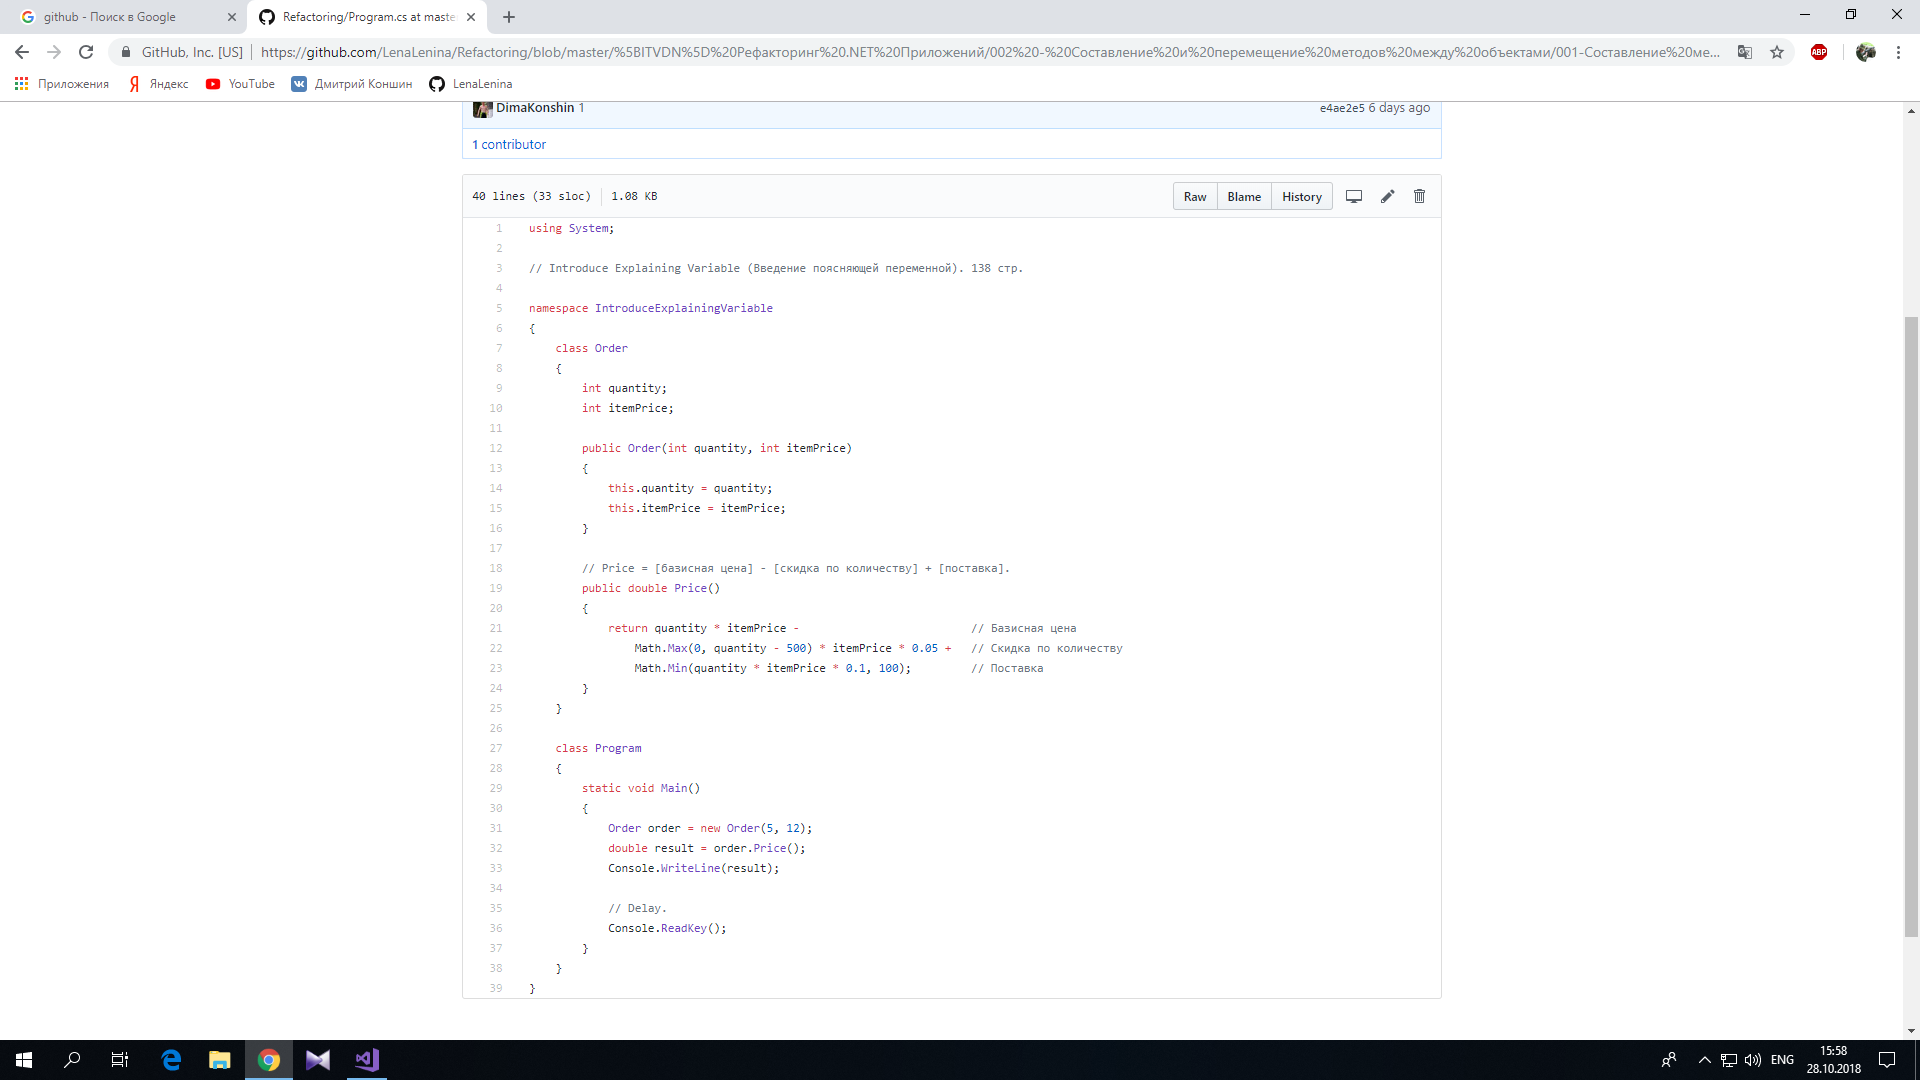 github - Поиск в Google
Refactoring/Program.cs at maste
GitHub, Inc. [US]
https://github.com/LenaLenina/Refactoring/blob/master/%5BITVDN%5D%20Рефакторинг%20.NET%20Приложений/002%20-%20Составление%20и%20перемещение%20методов%20между%20объектами/001-Составление%20ме...
ABP
Приложения
Яндекс
YouTube
Дмитрий Коншин
LenaLenina
DimaKonshin 1
e4ae2e5 6 days ago
1 contributor
40 lines (33 sloc)
1.08 KB
Raw
Blame
History
1 using System;
2
3 // Introduce Explaining Variable (Введение поясняющей переменной). 138 стр.
4
5 namespace IntroduceExplainingVariable
6 {
7     class Order
8     {
9         int quantity;
10         int itemPrice;
11
12         public Order(int quantity, int itemPrice)
13         {
14             this.quantity = quantity;
15             this.itemPrice = itemPrice;
16         }
17
18         // Price = [базисная цена] - [скидка по количеству] + [поставка].
19         public double Price()
20         {
21             return quantity * itemPrice -                          // Базисная цена
22                 Math.Max(0, quantity - 500) * itemPrice * 0.05 +   // Скидка по количеству
23                 Math.Min(quantity * itemPrice * 0.1, 100);         // Поставка
24         }
25     }
26
27     class Program
28     {
29         static void Main()
30         {
31             Order order = new Order(5, 12);
32             double result = order.Price();
33             Console.WriteLine(result);
34
35             // Delay.
36             Console.ReadKey();
37         }
38     }
39 }
ENG
15:58
28.10.2018